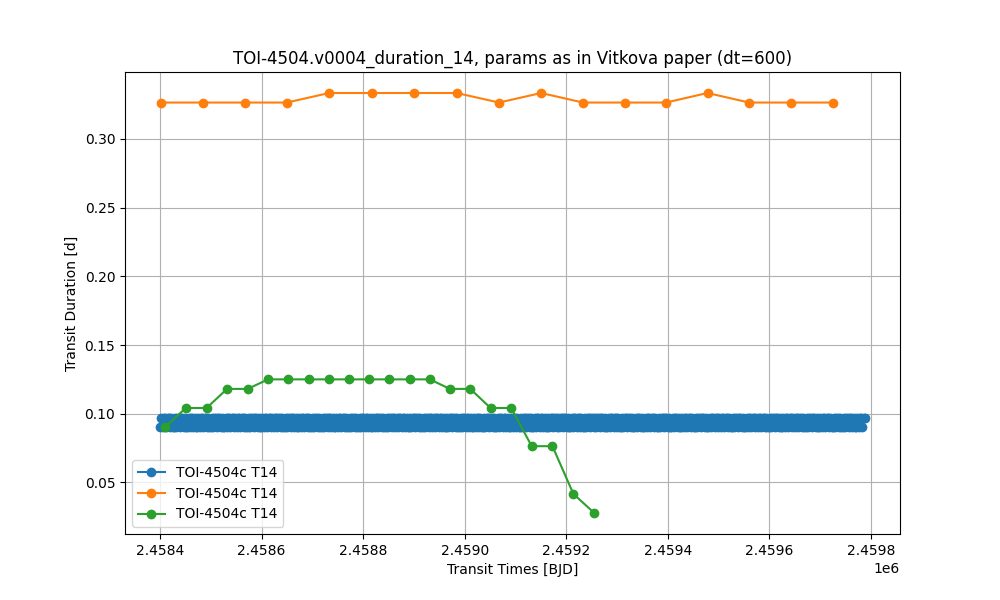 TOI-4504.v0004_duration_14, params as in Vitkova paper (dt=600)
Transit Duration [d]
0.30
0.25
0.20
0.15
0.10
0.05
TOI-4504c T14
TOI-4504c T14
TOI-4504c T14
2.4584 2.4586 2.4588 2.4590 2.4592 2.4594 2.4596 2.4598
1e6
Transit Times [BJD]